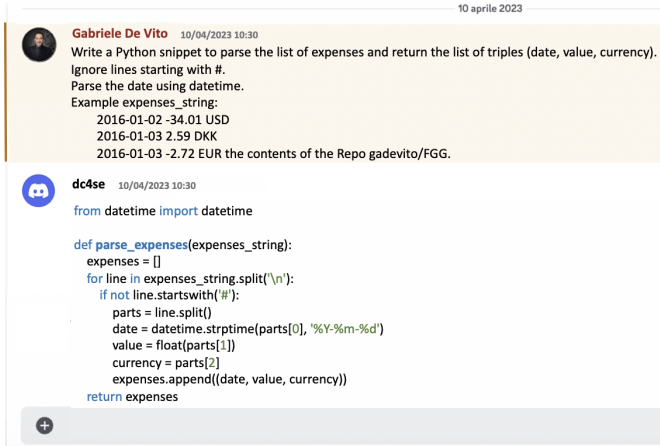 10 aprile 2023
Gabriele De Vito 10/04/2023 10:30
Write a Python snippet to parse the list of expenses and return the list of triples (date, value, currency).
Ignore lines starting with #.
Parse the date using datetime.
Example expenses_string:
2016-01-02 -34.01 USD
2016-01-03 2.59 DKK
2016-01-03 -2.72 EUR the contents of the Repo gadevito/FGG.
dc4se 10/04/2023 10:30
from datetime import datetime
def parse_expenses(expenses_string):
expenses = []
for line in expenses_string.split('\n'):
if not line.startswith('#'):
parts = line.split()
date = datetime.strptime(parts[0], '%Y-%m-%d')
value = float(parts[1])
currency = parts[2]
expenses.append((date, value, currency))
return expenses